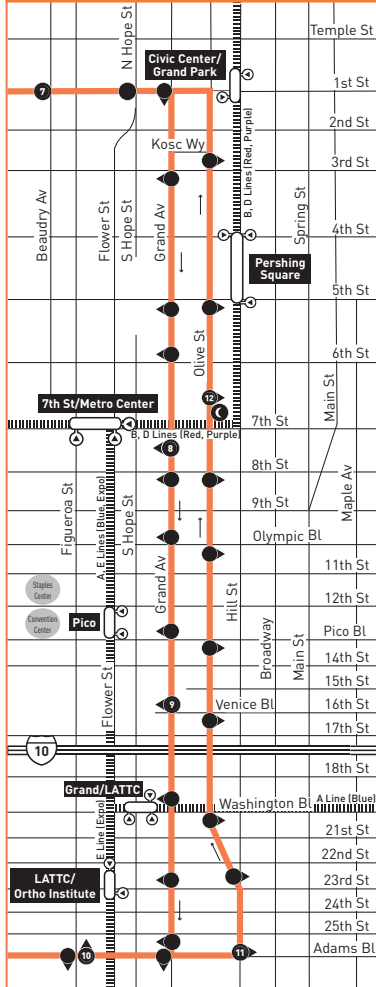 N Hope St
Temple St
Civic Center/
Grand Park
1st St
7
2nd St
Kosc Wy
3rd St
B, D Lines (Red, Purple)
Beaudry Av
Flower St
S Hope St
Grand Av
Spring St
4th St
Pershing
Square
5th St
Olive St
6th St
Main St
7th St/Metro Center
12
7th St
B, D Lines (Red, Purple)
8
8th St
Maple Av
Figueroa St
A, E Lines (Blue, Expo)
S Hope St
9th St
Olympic Bl
11th St
Staples
Center
Grand Av
Hill St
12th St
Convention
Center
Pico
Broadway
Main St
Pico Bl
14th St
15th St
Flower St
9
Venice Bl
16th St
17th St
10
18th St
Grand/LATTC
Washington Bl
A Line (Blue)
E Line (Expo)
21st St
22nd St
LATTC/
Ortho Institute
23rd St
24th St
25th St
10
11
Adams Bl